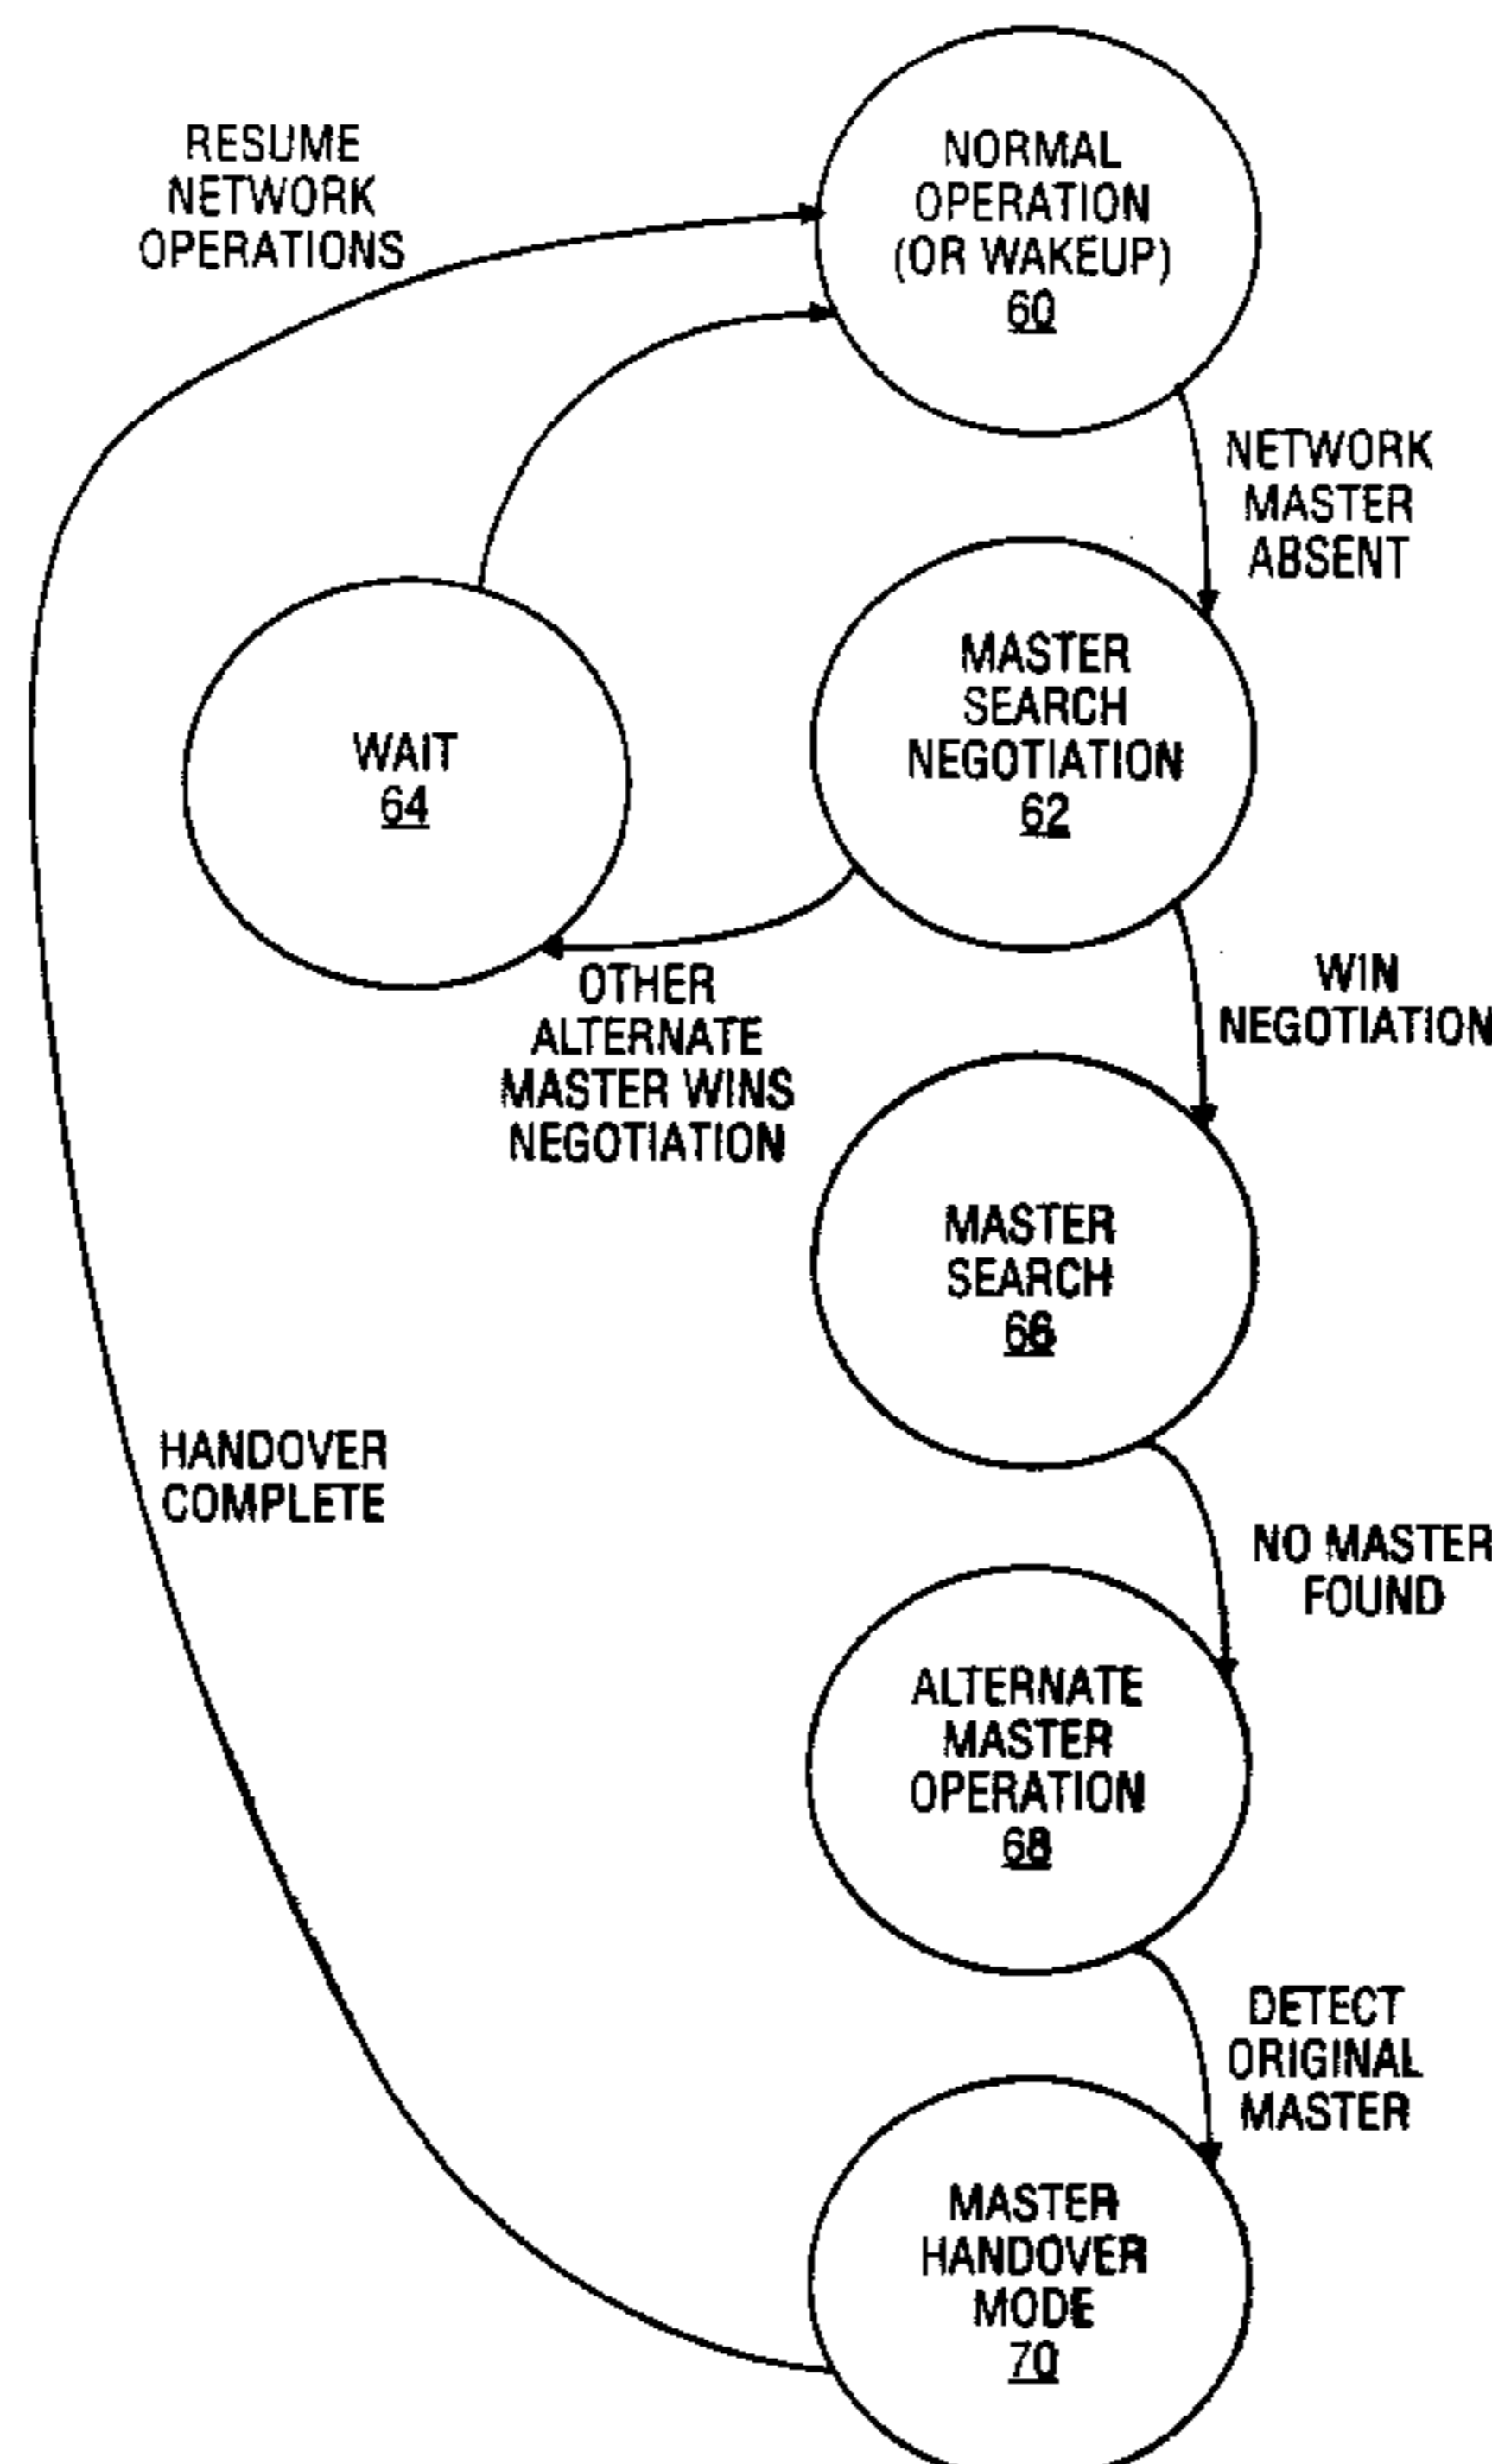 RESUME
NETWORK
OPERATIONS
NORMAL
OPERATION
(OR WAKEUP)
60
NETWORK
MASTER
ABSENT
MASTER
SEARCH
NEGOTIATION
62
WAIT
64
OTHER
ALTERNATE
MASTER WINS
NEGOTIATION
WIN
NEGOTIATION
MASTER
SEARCH
66
HANDOVER
COMPLETE
NO MASTER
FOUND
ALTERNATE
MASTER
OPERATION
68
DETECT
ORIGINAL
MASTER
MASTER
HANDOVER
MODE
70